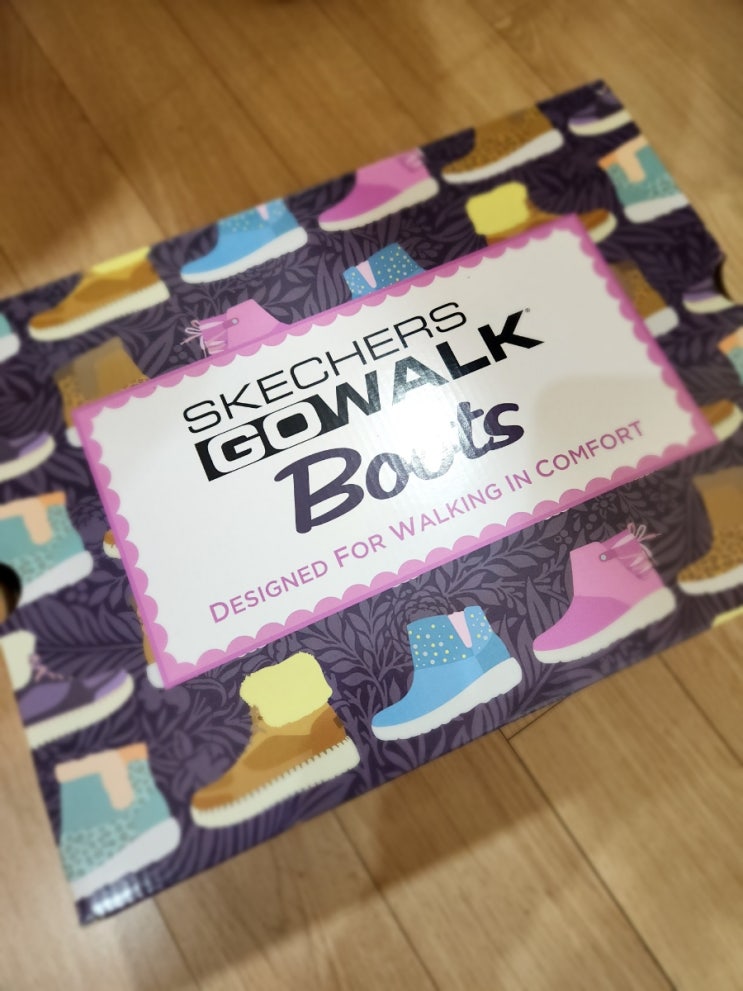 SKECHERS
GOWALK
Boots
DESIGNED FOR WALKING IN COMFORT